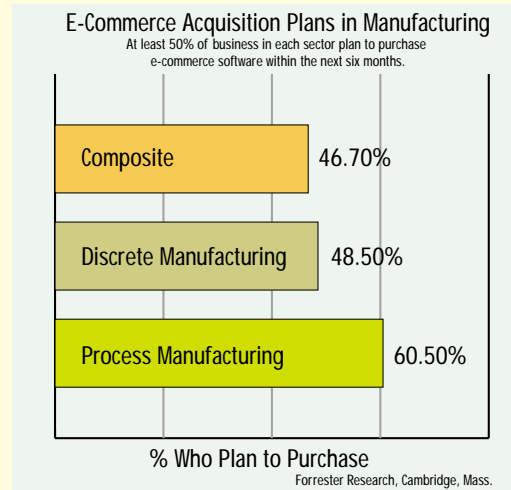 E-Commerce Acquisition Plans in Manufacturing
At least 50% of business in each sector plan to purchase
e-commerce software within the next six months.
Composite 46.70%
Discrete Manufacturing 48.50%
Process Manufacturing 60.50%
% Who Plan to Purchase
Forrester Research, Cambridge, Mass.